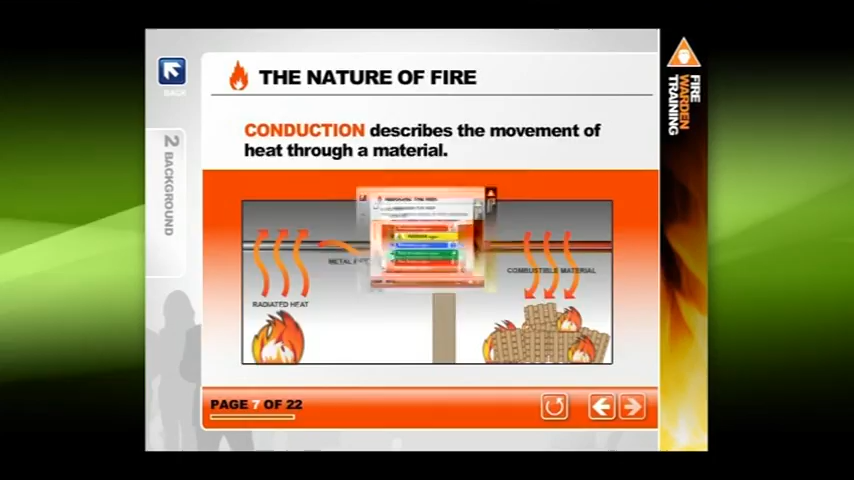 BACK
THE NATURE OF FIRE
FIRE
WARDEN
TRAINING
2 BACKGROUND
CONDUCTION describes the movement of
heat through a material.
METAL
COMBUSTIBLE MATERIAL
RADIATED HEAT
PAGE 7 OF 22